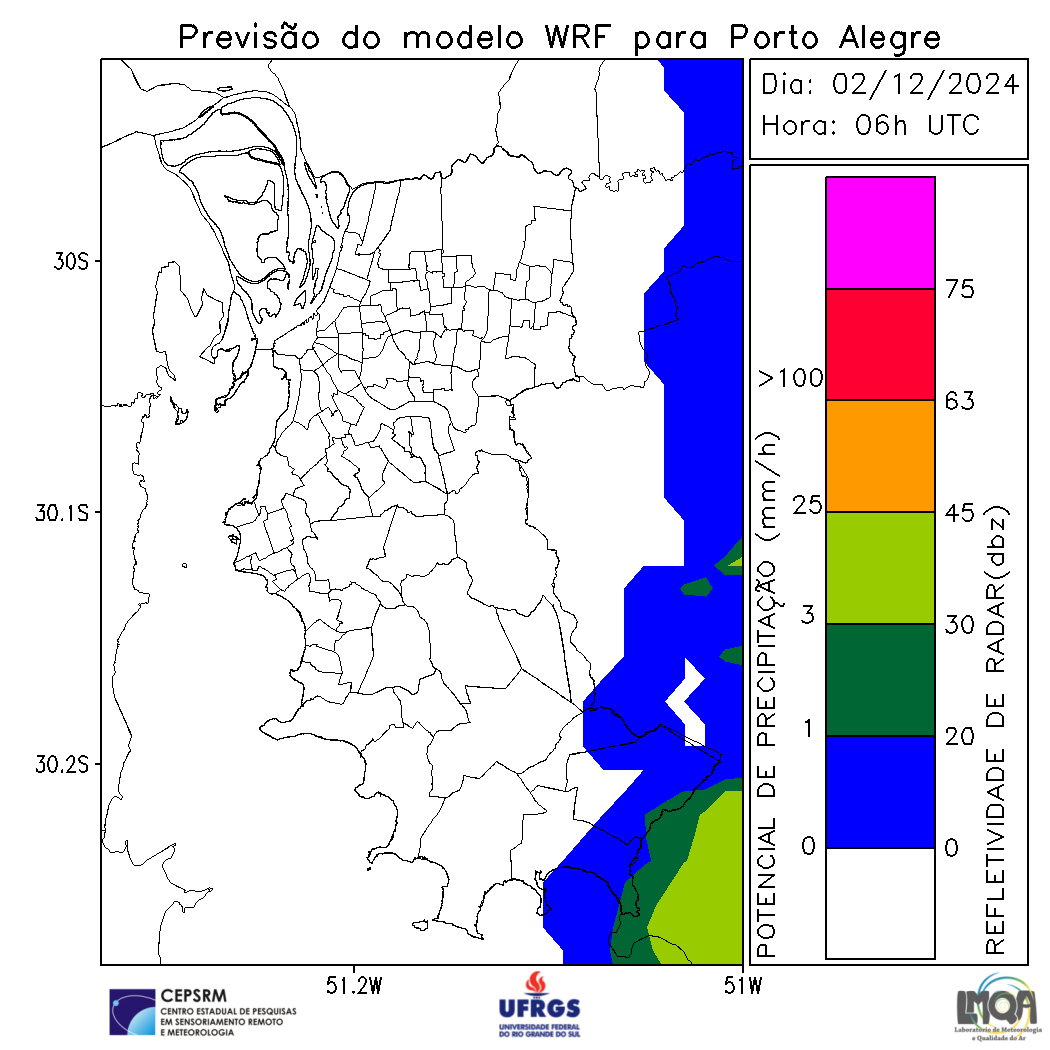 Previsão do modelo WRF para Porto Alegre
Dia: 02/12/2024
Hora: 06h UTC
30S
30.1S
30.2S
51.2W
51W
POTENCIAL DE PRECIPITAÇÃO (mm/h)
>100
25
3
1
0
75
63
45
30
20
0
REFLETIVIDADE DE RADAR(dbz)
CEPSRM
CENTRO ESTADUAL DE PESQUISAS
EM SENSORIAMENTO REMOTO
E METEOROLOGIA
UFRGS
UNIVERSIDADE FEDERAL
DO RIO GRANDE DO SUL
LMQA
Laboratório de Meteorologia
e Qualidade do Ar